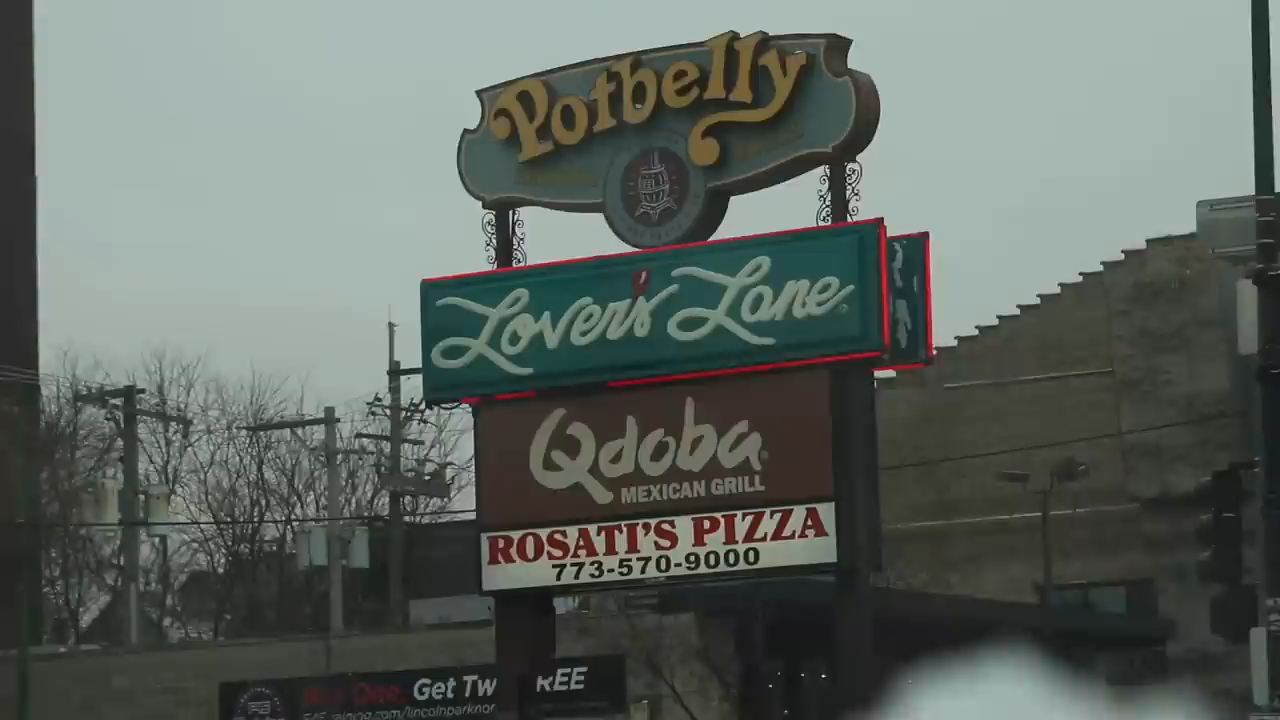 Potbelly
Lover's Lane
Qdoba
MEXICAN GRILL
ROSATI'S PIZZA
773-570-9000
Get Tw REE